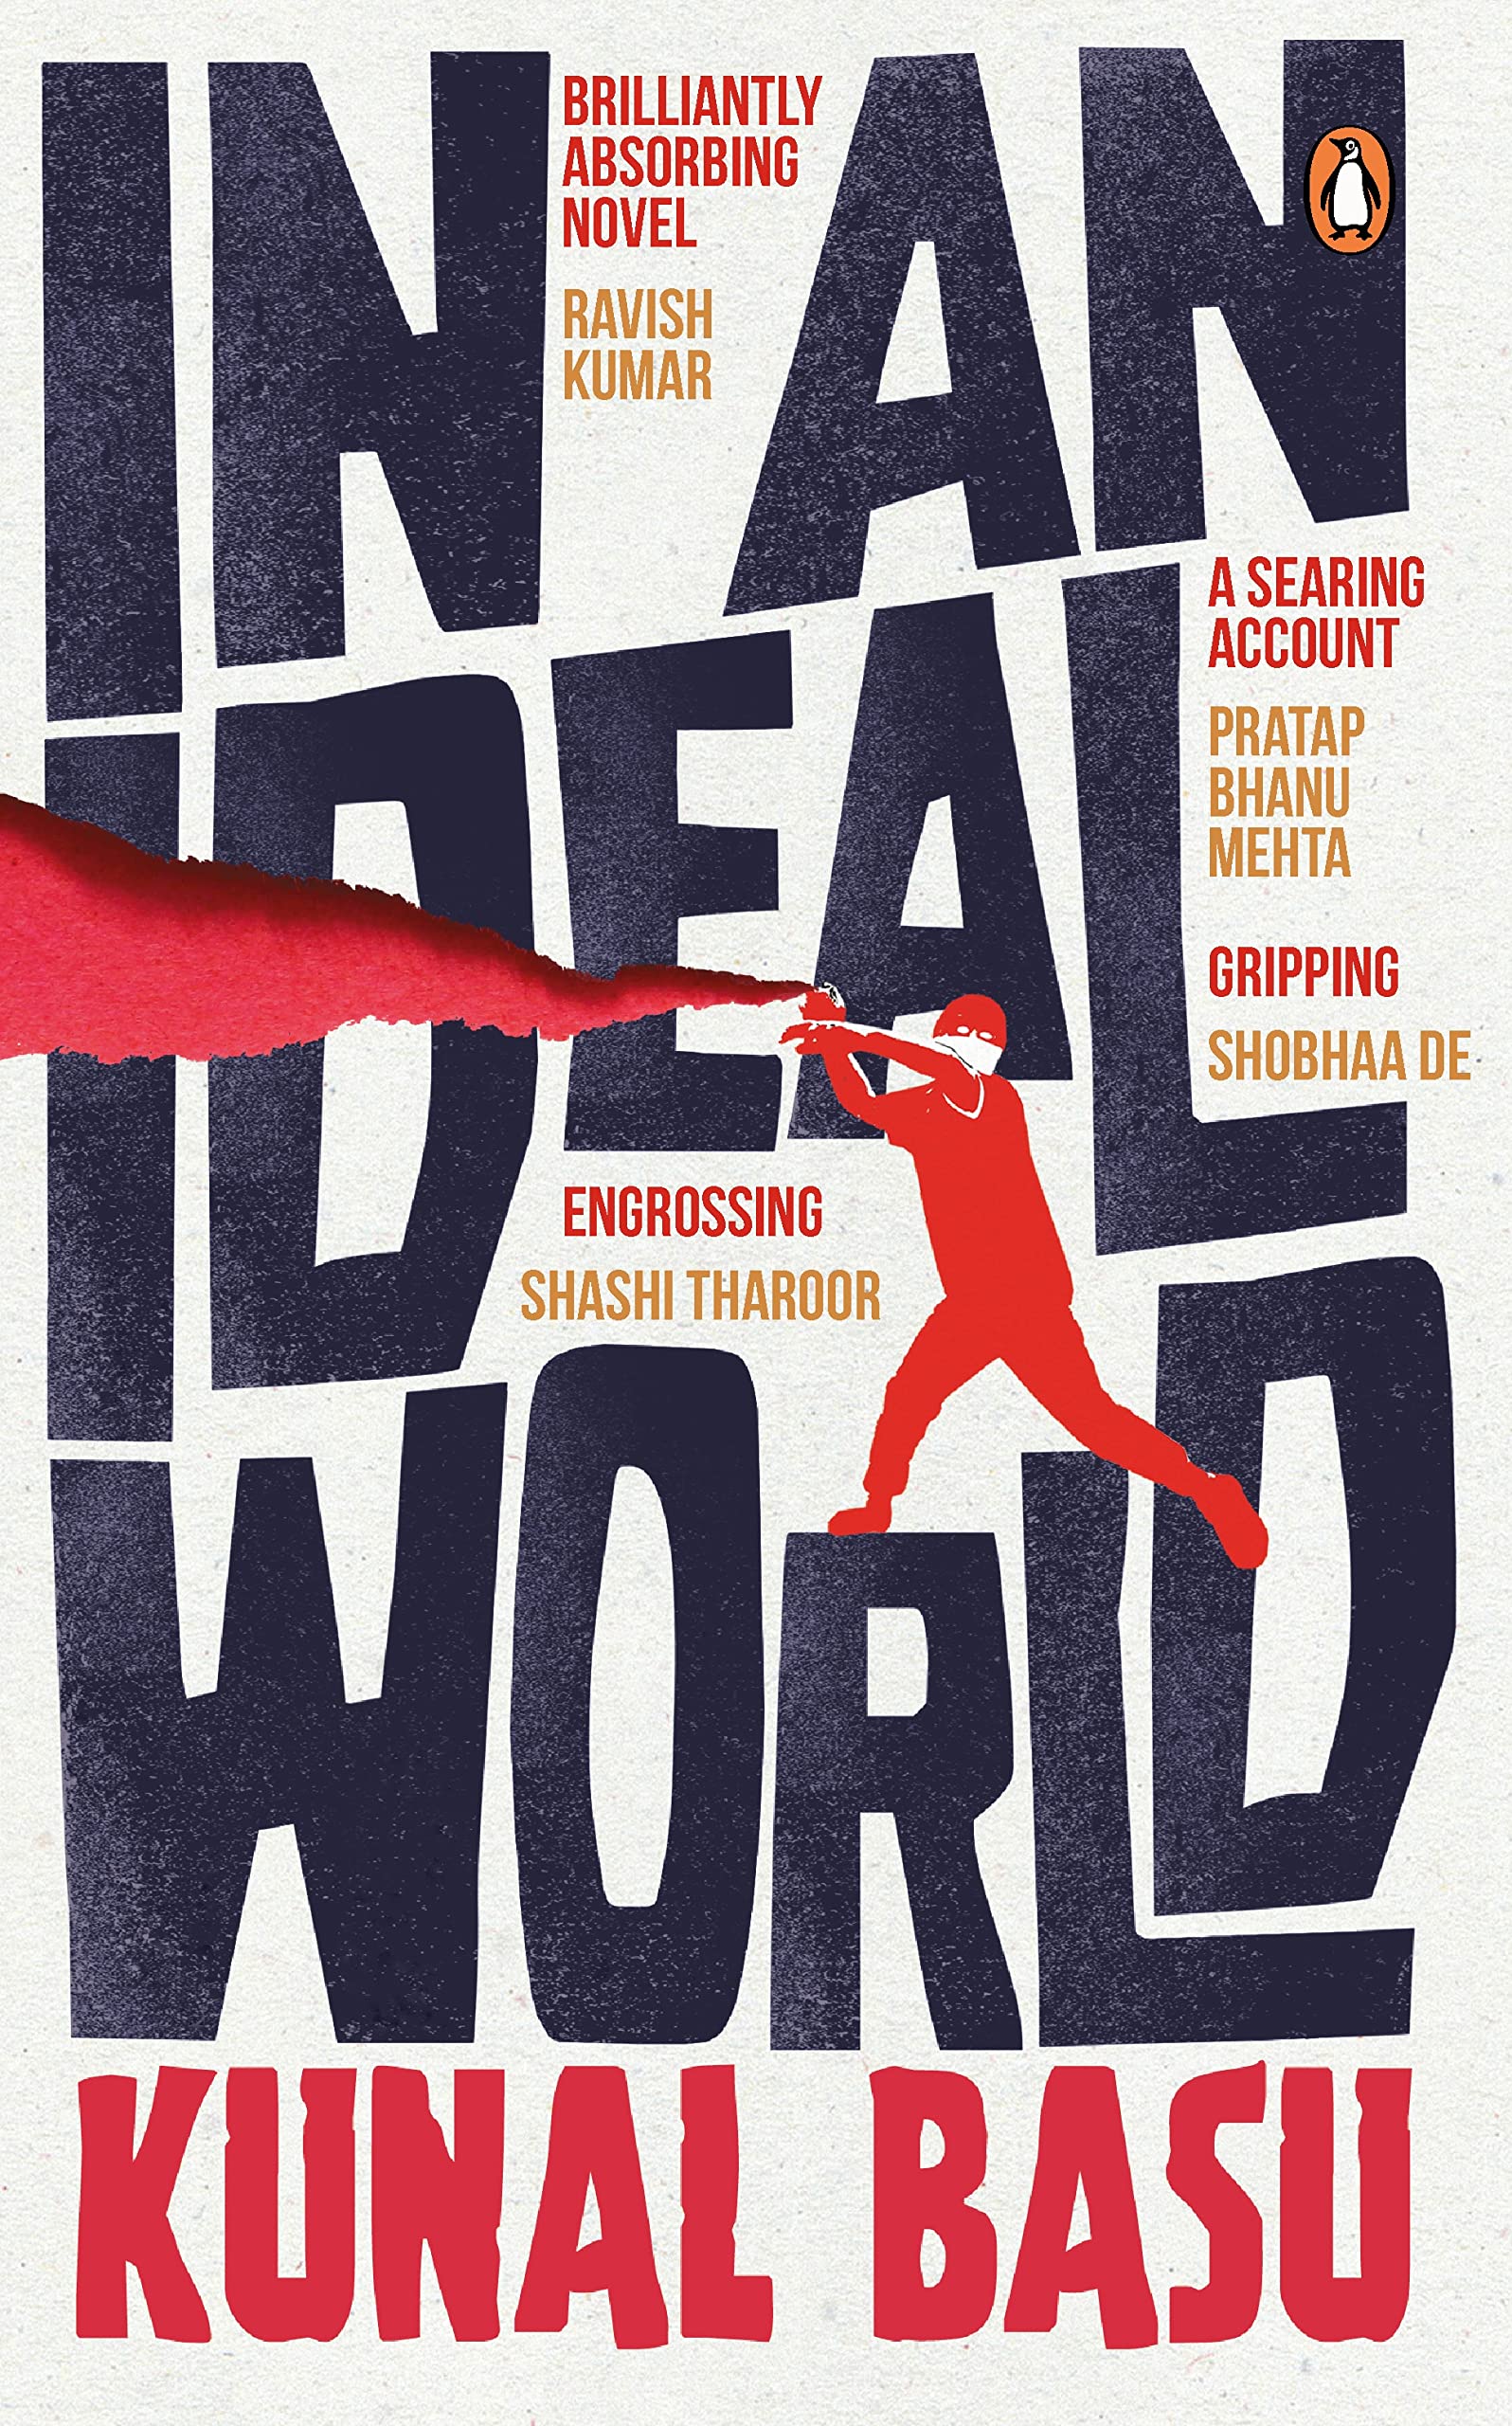 IN AN
BRILLIANTLY
ABSORBING
NOVEL
RAVISH
KUMAR
IDEAL
A SEARING
ACCOUNT
PRATAP
BHANU
MEHTA
GRIPPING
SHOBHAA DE
ENGROSSING
SHASHI THAROOR
WORLD
KUNAL BASU